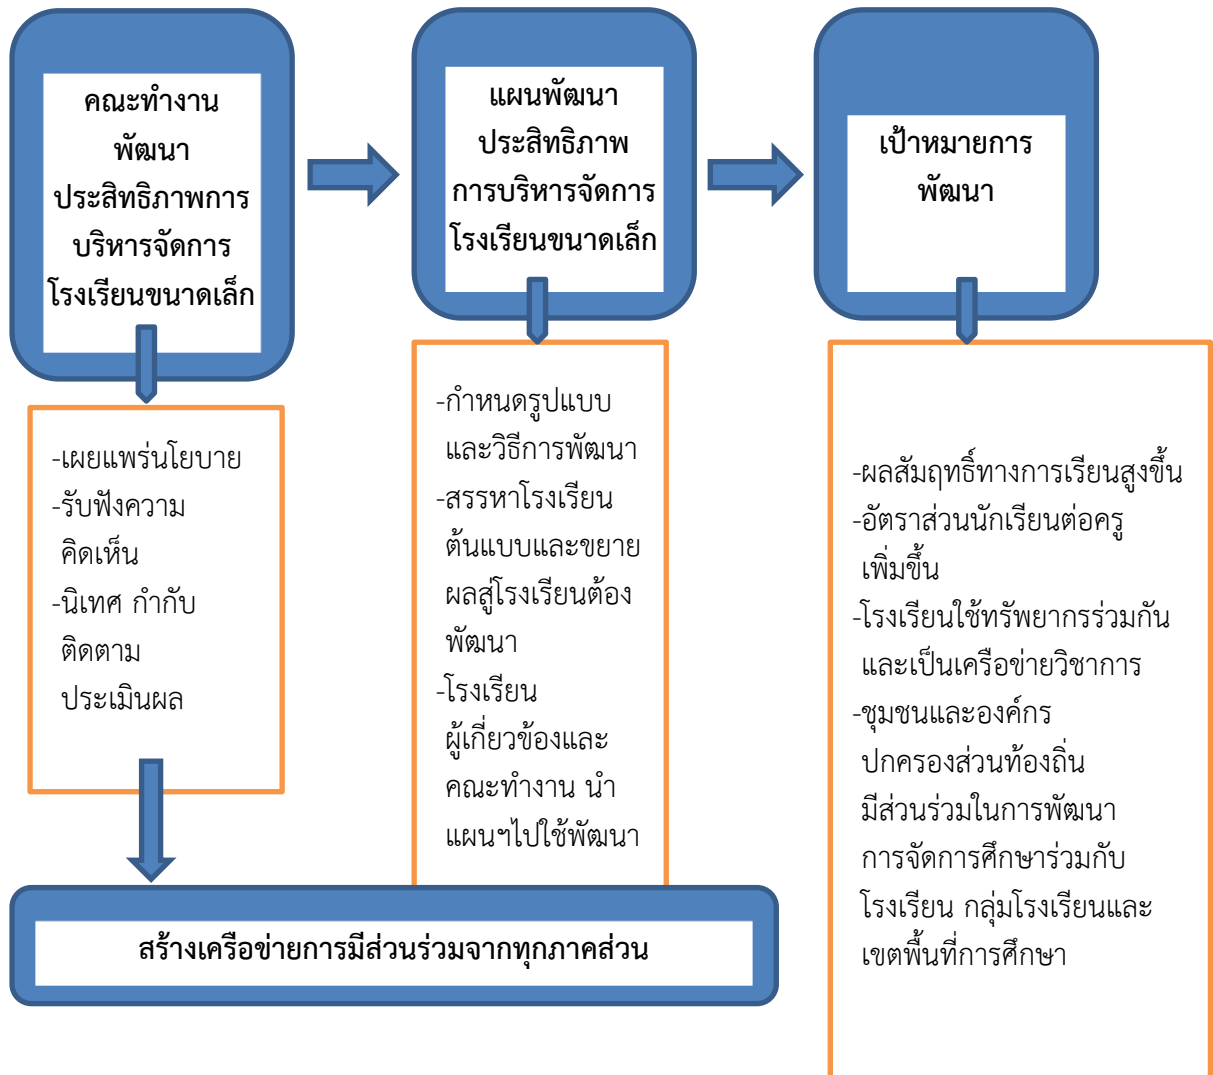 คณะทำงาน
พัฒนา
ประสิทธิภาพการ
บริหารจัดการ
โรงเรียนขนาดเล็ก
แผนพัฒนา
ประสิทธิภาพ
การบริหารจัดการ
โรงเรียนขนาดเล็ก
เป้าหมายการ
พัฒนา
-เผยแพร่นโยบาย
-รับฟังความ
คิดเห็น
-นิเทศ กำกับ
ติดตาม
ประเมินผล
-กำหนดรูปแบบ
และวิธีการพัฒนา
-สรรหาโรงเรียน
ต้นแบบและขยาย
ผลสู่โรงเรียนต้อง
พัฒนา
-โรงเรียน
ผู้เกี่ยวข้องและ
คณะทำงาน นำ
แผนฯไปใช้พัฒนา
-ผลสัมฤทธิ์ทางการเรียนสูงขึ้น
-อัตราส่วนนักเรียนต่อครู
เพิ่มขึ้น
-โรงเรียนใช้ทรัพยากรร่วมกัน
และเป็นเครือข่ายวิชาการ
-ชุมชนและองค์กร
ปกครองส่วนท้องถิ่น
มีส่วนร่วมในการพัฒนา
การจัดการศึกษาร่วมกับ
โรงเรียน กลุ่มโรงเรียนและ
เขตพื้นที่การศึกษา
สร้างเครือข่ายการมีส่วนร่วมจากทุกภาคส่วน